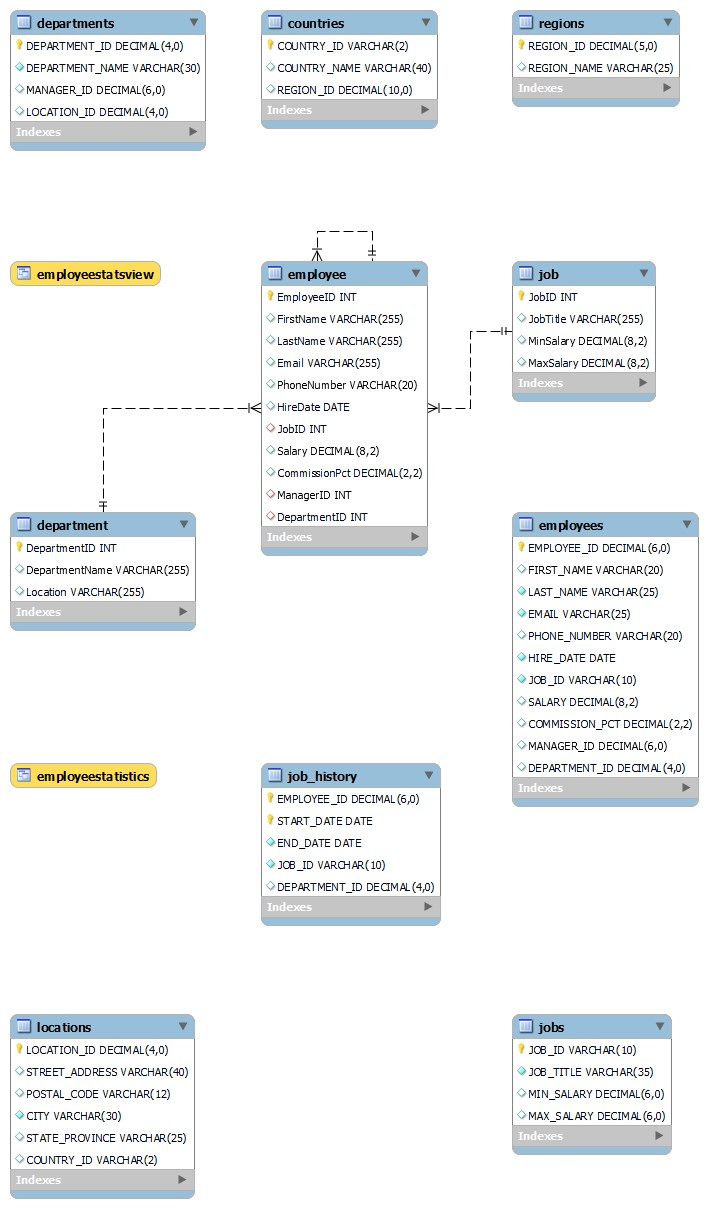 departments
DEPARTMENT_ID DECIMAL(4,0)
DEPARTMENT_NAME VARCHAR(30)
MANAGER_ID DECIMAL(6,0)
LOCATION_ID DECIMAL(4,0)
Indexes
countries
COUNTRY_ID VARCHAR(2)
COUNTRY_NAME VARCHAR(40)
REGION_ID DECIMAL(10,0)
Indexes
regions
REGION_ID DECIMAL(5,0)
REGION_NAME VARCHAR(25)
Indexes
employeestatsview
employee
EmployeeID INT
FirstName VARCHAR(255)
LastName VARCHAR(255)
Email VARCHAR(255)
PhoneNumber VARCHAR(20)
HireDate DATE
JobID INT
Salary DECIMAL(8,2)
CommissionPct DECIMAL(2,2)
ManagerID INT
DepartmentID INT
Indexes
job
JobID INT
JobTitle VARCHAR(255)
MinSalary DECIMAL(8,2)
MaxSalary DECIMAL(8,2)
Indexes
department
DepartmentID INT
DepartmentName VARCHAR(255)
Location VARCHAR(255)
Indexes
employees
EMPLOYEE_ID DECIMAL(6,0)
FIRST_NAME VARCHAR(20)
LAST_NAME VARCHAR(25)
EMAIL VARCHAR(25)
PHONE_NUMBER VARCHAR(20)
HIRE_DATE DATE
JOB_ID VARCHAR(10)
SALARY DECIMAL(8,2)
COMMISSION_PCT DECIMAL(2,2)
MANAGER_ID DECIMAL(6,0)
DEPARTMENT_ID DECIMAL(4,0)
Indexes
employeestatistics
job_history
EMPLOYEE_ID DECIMAL(6,0)
START_DATE DATE
END_DATE DATE
JOB_ID VARCHAR(10)
DEPARTMENT_ID DECIMAL(4,0)
Indexes
locations
LOCATION_ID DECIMAL(4,0)
STREET_ADDRESS VARCHAR(40)
POSTAL_CODE VARCHAR(12)
CITY VARCHAR(30)
STATE_PROVINCE VARCHAR(25)
COUNTRY_ID VARCHAR(2)
Indexes
jobs
JOB_ID VARCHAR(10)
JOB_TITLE VARCHAR(35)
MIN_SALARY DECIMAL(6,0)
MAX_SALARY DECIMAL(6,0)
Indexes